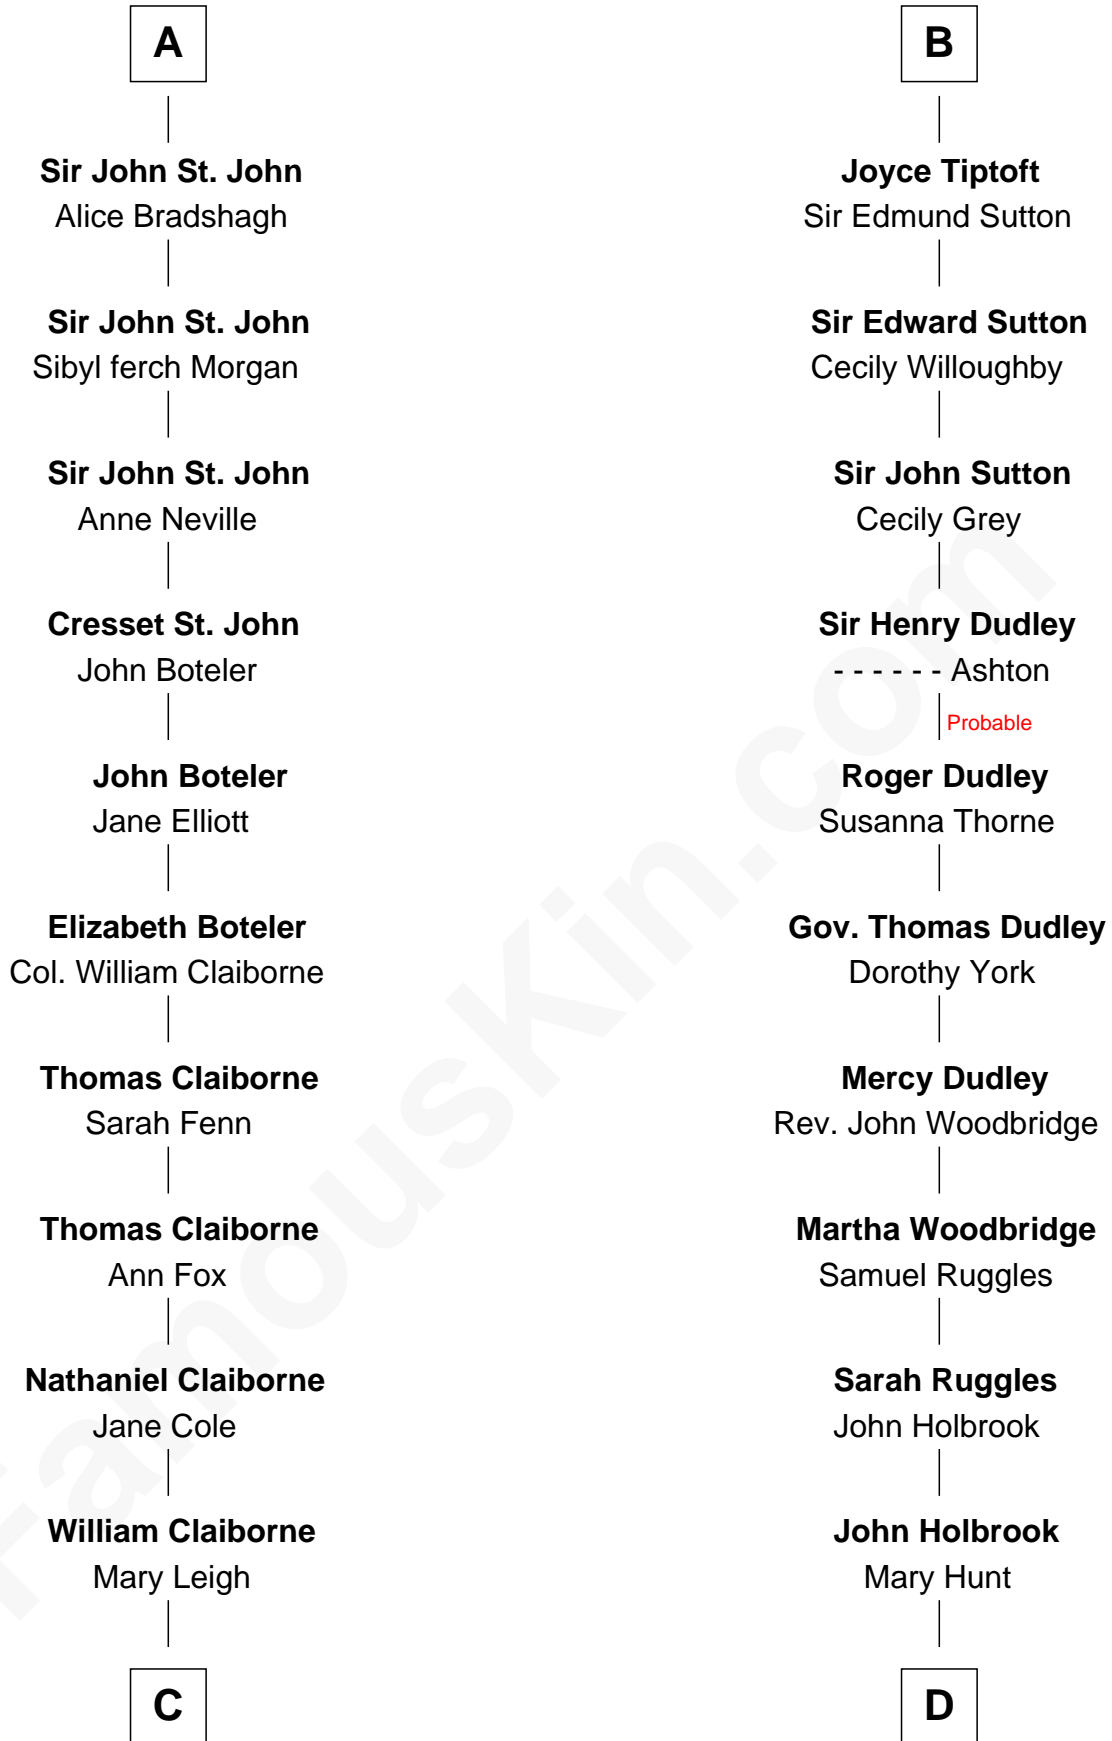 A
Sir John St. John
Alice Bradshagh
Sir John St. John
Sibyl ferch Morgan
Sir John St. John
Anne Neville
Cresset St. John
John Boteler
John Boteler
Jane Elliott
Elizabeth Boteler
Col. William Claiborne
Thomas Claiborne
Sarah Fenn
Thomas Claiborne
Ann Fox
Nathaniel Claiborne
Jane Cole
William Claiborne
Mary Leigh
C
B
Joyce Tiptoft
Sir Edmund Sutton
Sir Edward Sutton
Cecily Willoughby
Sir John Sutton
Cecily Grey
Sir Henry Dudley
- - - - - - Ashton
Probable
Roger Dudley
Susanna Thorne
Gov. Thomas Dudley
Dorothy York
Mercy Dudley
Rev. John Woodbridge
Martha Woodbridge
Samuel Ruggles
Sarah Ruggles
John Holbrook
John Holbrook
Mary Hunt
D
FamousKin.com